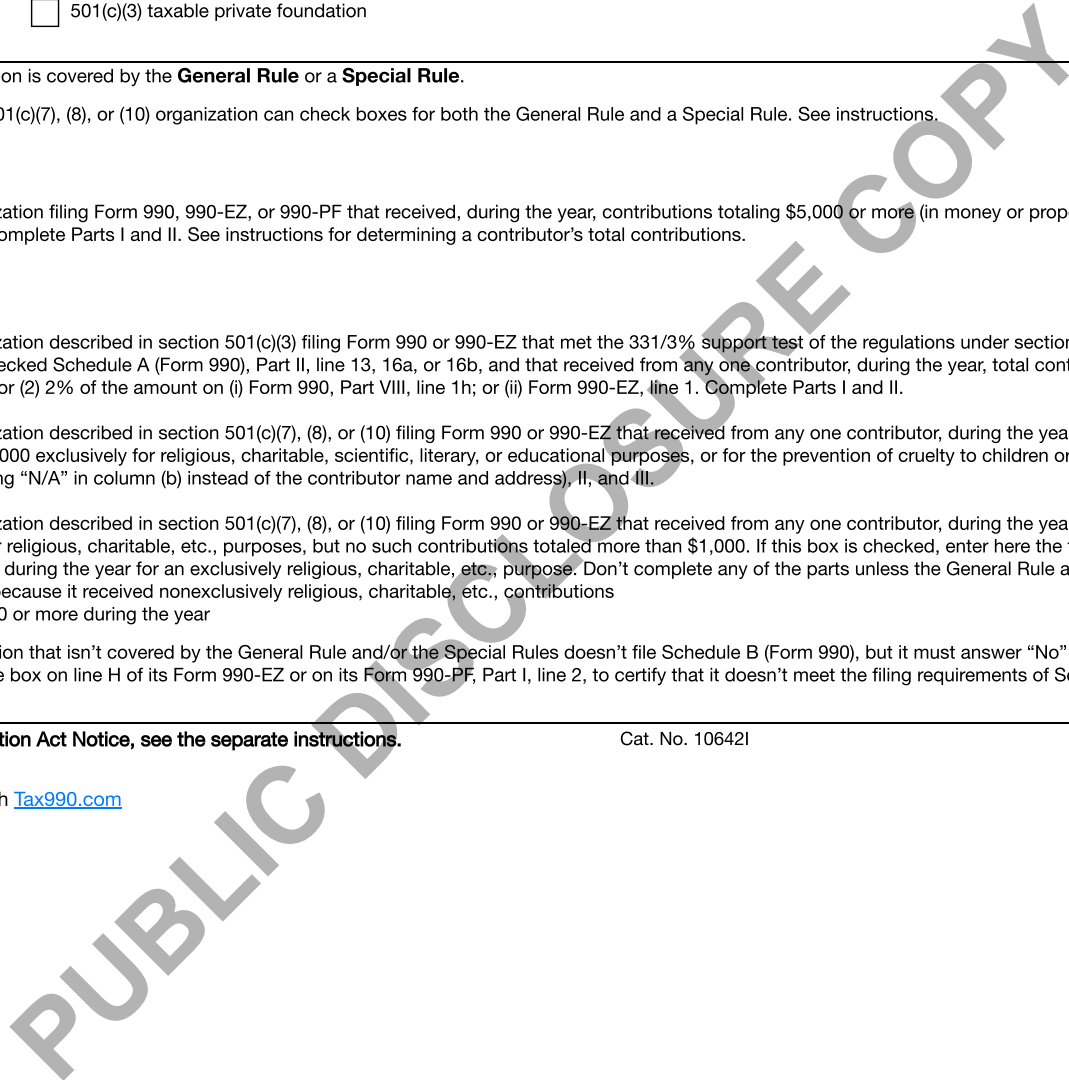 501(c)(3) taxable private foundation
on is covered by the General Rule or a Special Rule.
01(c)(7), (8), or (10) organization can check boxes for both the General Rule and a Special Rule. See instructions.
zation filing Form 990, 990-EZ, or 990-PF that received, during the year, contributions totaling $5,000 or more (in money or prop
omplete Parts I and II. See instructions for determining a contributor’s total contributions.
zation described in section 501(c)(3) filing Form 990 or 990-EZ that met the 331/3% support test of the regulations under section
ecked Schedule A (Form 990), Part II, line 13, 16a, or 16b, and that received from any one contributor, during the year, total cont
or (2) 2% of the amount on (i) Form 990, Part VIII, line 1h; or (ii) Form 990-EZ, line 1. Complete Parts I and II.
zation described in section 501(c)(7), (8), or (10) filing Form 990 or 990-EZ that received from any one contributor, during the yea
000 exclusively for religious, charitable, scientific, literary, or educational purposes, or for the prevention of cruelty to children or
ng “N/A” in column (b) instead of the contributor name and address), II, and III.
zation described in section 501(c)(7), (8), or (10) filing Form 990 or 990-EZ that received from any one contributor, during the yea
r religious, charitable, etc., purposes, but no such contributions totaled more than $1,000. If this box is checked, enter here the
during the year for an exclusively religious, charitable, etc., purpose. Don’t complete any of the parts unless the General Rule a
ecause it received nonexclusively religious, charitable, etc., contributions
0 or more during the year
ion that isn’t covered by the General Rule and/or the Special Rules doesn’t file Schedule B (Form 990), but it must answer “No”
e box on line H of its Form 990-EZ or on its Form 990-PF, Part I, line 2, to certify that it doesn’t meet the filing requirements of Sc
tion Act Notice, see the separate instructions.
Cat. No. 10642I
h Tax990.com
PUBLIC DISCLOSURE COPY